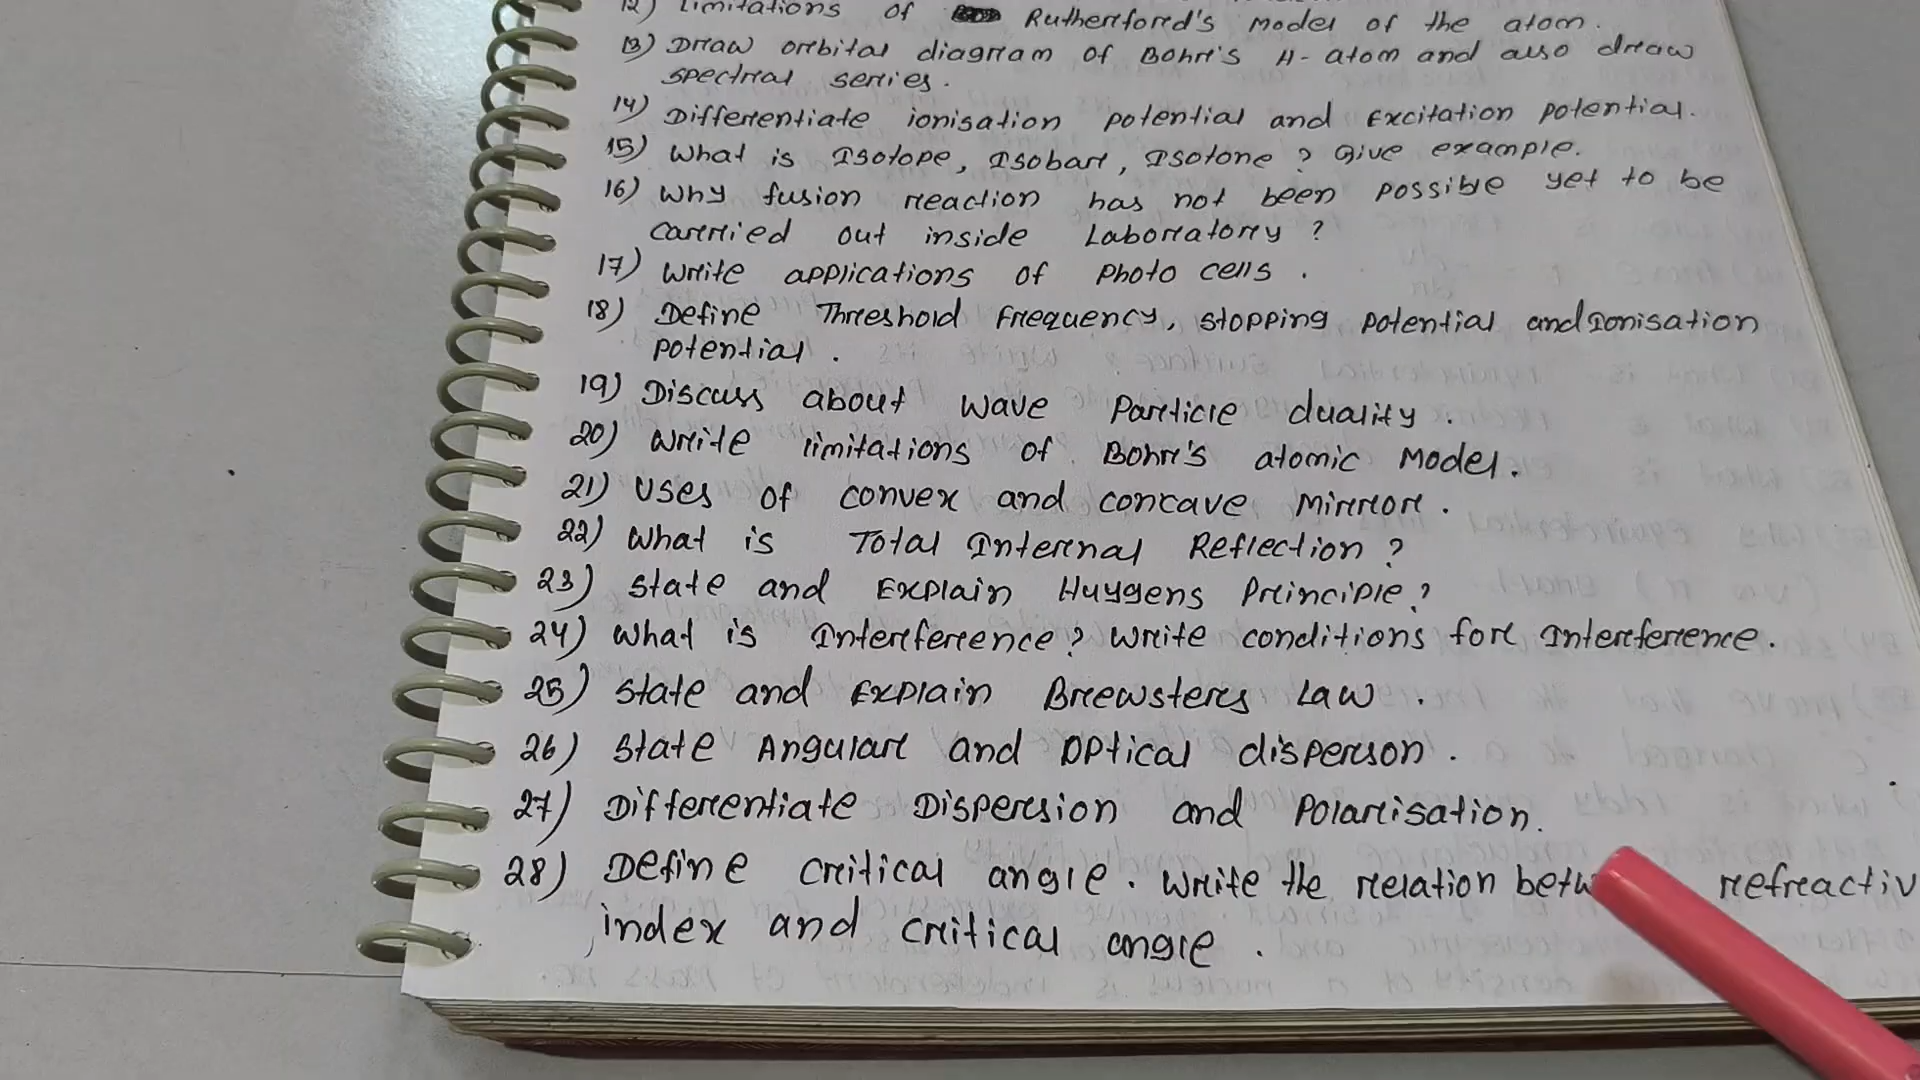 12) Limitations of Rutherford's model of the atom.
13) Draw orbital diagram of Bohr's H-atom and also draw
spectral series.
14) Differentiate ionisation potential and Excitation potential.
15) What is Isotope, Isobar, Isotone? Give example.
16) Why fusion reaction has not been possible yet to be
carried out inside Laboratory?
17) Write applications of Photo cells.
18) Define Threshold Frequency, stopping potential and Ionisation
potential.
19) Discuss about Wave Particle duality.
20) Write limitations of Bohr's atomic Model.
21) Uses of convex and concave Mirror.
22) What is Total Internal Reflection?
23) State and Explain Huygens Principle?
24) What is Interference? Write conditions for Interference.
25) State and Explain Brewsters Law.
26) State Angular and Optical disperson.
27) Differentiate Dispersion and Polarisation.
28) Define critical angle. Write the relation betw refractiv
index and critical angle.